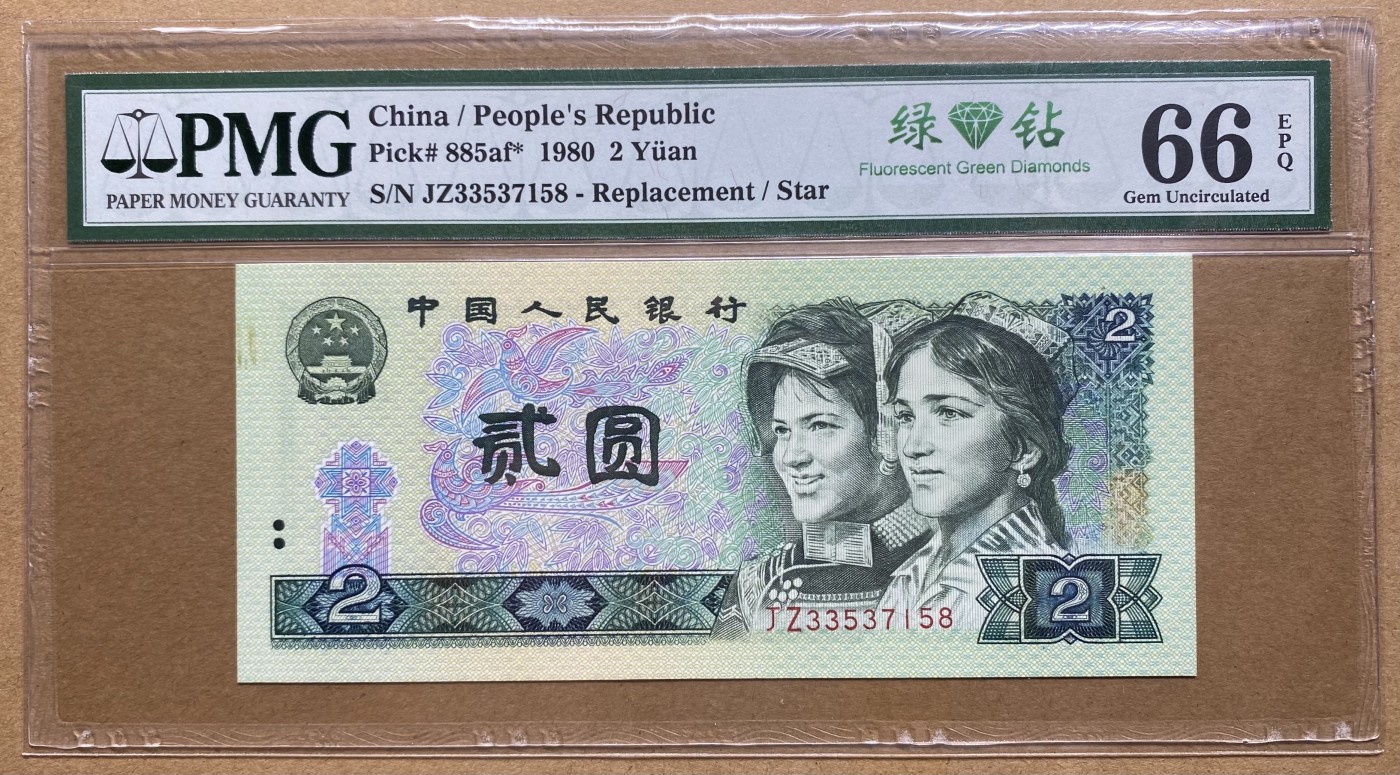 PMG
PAPER MONEY GUARANTY
China / People's Republic
Pick# 885af* 1980 2 Yüan
S/N JZ33537158 - Replacement / Star
绿 钻
Fluorescent Green Diamonds
66
EPQ
Gem Uncirculated
中国人民银行
2
贰圆
2
JZ33537158
2